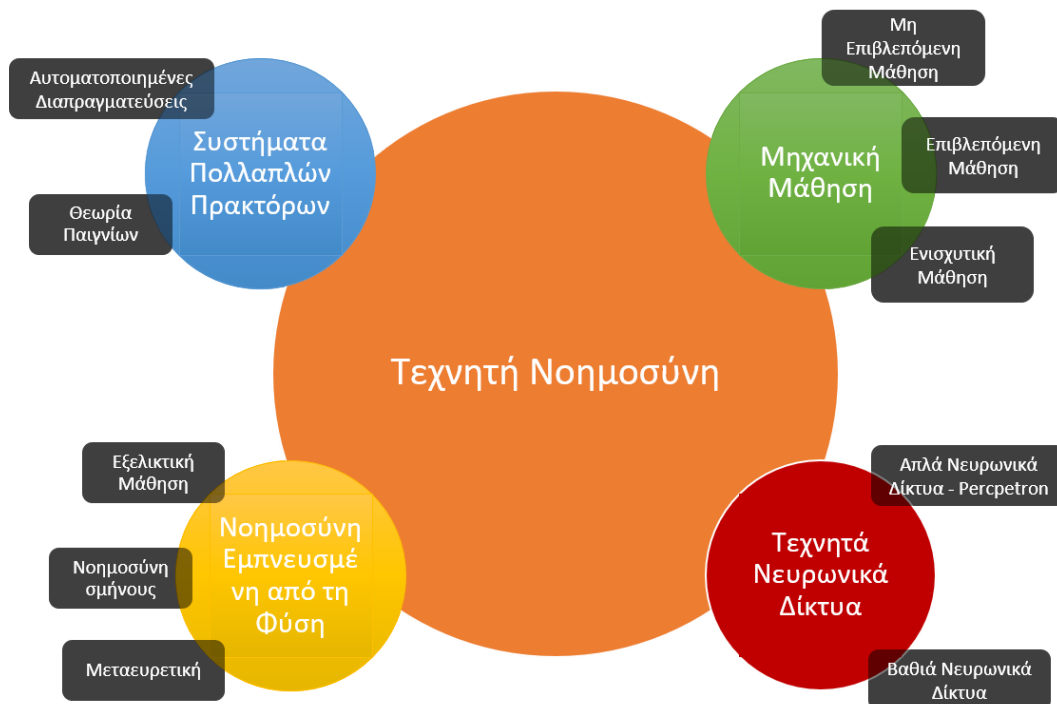 Μη
Επιβλεπόμενη
Μάθηση
Αυτοματοποιημένες
Διαπραγματεύσεις
Συστήματα
Πολλαπλών
Πρακτόρων
Θεωρία
Παιγνίων
Μηχανική
Μάθηση
Επιβλεπόμενη
Μάθηση
Ενισχυτική
Μάθηση
Τεχνητή Νοημοσύνη
Εξελικτική
Μάθηση
Νοημοσύνη
Εμπνευσμέ
νη από τη
Φύση
Νοημοσύνη
σμήνους
Μεταευρετική
Απλά Νευρωνικά
Δίκτυα - Percpetron
Τεχνητά
Νευρωνικά
Δίκτυα
Βαθιά Νευρωνικά
Δίκτυα